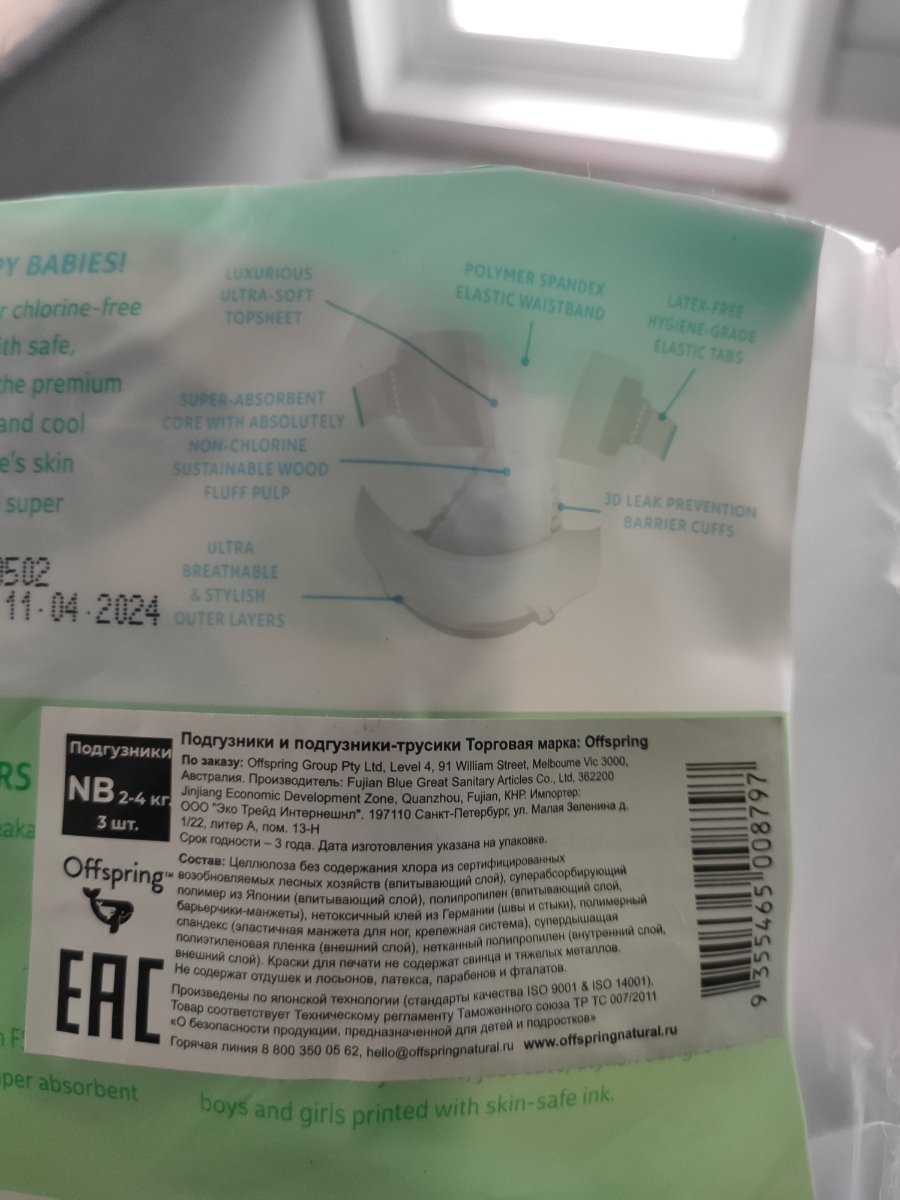 PY BABIES!
r chlorine-free
ith safe,
the premium
and cool
e's skin
super
0502
11.04.2024
LUXURIOUS
ULTRA-SOFT
TOPSHEET
POLYMER SPANDEX
ELASTIC WAISTBAND
LATEX-FREE
HYGIENE-GRADE
ELASTIC TABS
SUPER-ABSORBENT
CORE WITH ABSOLUTELY
NON-CHLORINE
SUSTAINABLE WOOD
FLUFF PULP
3D LEAK PREVENTION
BARRIER CUFFS
ULTRA
BREATHABLE
& STYLISH
OUTER LAYERS
RS
eaka
Подгузники
NB 2-4 кг.
3 шт.
Offspring™
EAC
Подгузники и подгузники-трусики Торговая марка: Offspring
По заказу: Offspring Group Pty Ltd, Level 4, 91 William Street, Melbourne Vic 3000,
Австралия. Производитель: Fujian Blue Great Sanitary Articles Co., Ltd, 362200
Jinjiang Economic Development Zone, Quanzhou, Fujian, КНР. Импортер:
ООО "Эко Трейд Интернешнл". 197110 Санкт-Петербург, ул. Малая Зеленина д.
1/22, литер А, пом. 13-Н
Срок годности – 3 года. Дата изготовления указана на упаковке.
Состав: Целлюлоза без содержания хлора из сертифицированных
возобновляемых лесных хозяйств (впитывающий слой), суперабсорбирующий
полимер из Японии (впитывающий слой), полипропилен (впитывающий слой,
барьерчики-манжеты), нетоксичный клей из Германии (швы и стыки), полимерный
спандекс (эластичная манжета для ног, крепежная система), супердышащая
полиэтиленовая пленка (внешний слой), нетканный полипропилен (внутренний слой,
внешний слой). Краски для печати не содержат свинца и тяжелых металлов.
Не содержат отдушек и лосьонов, латекса, парабенов и фталатов.
Произведены по японской технологии (стандарты качества ISO 9001 & ISO 14001).
Товар соответствует Техническому регламенту Таможенного союза ТР ТС 007/2011
«О безопасности продукции, предназначенной для детей и подростков»
Горячая линия 8 800 350 05 62, hello@offspringnatural.ru www.offspringnatural.ru
9 355465 008797
per absorbent
boys and girls printed with skin-safe ink.